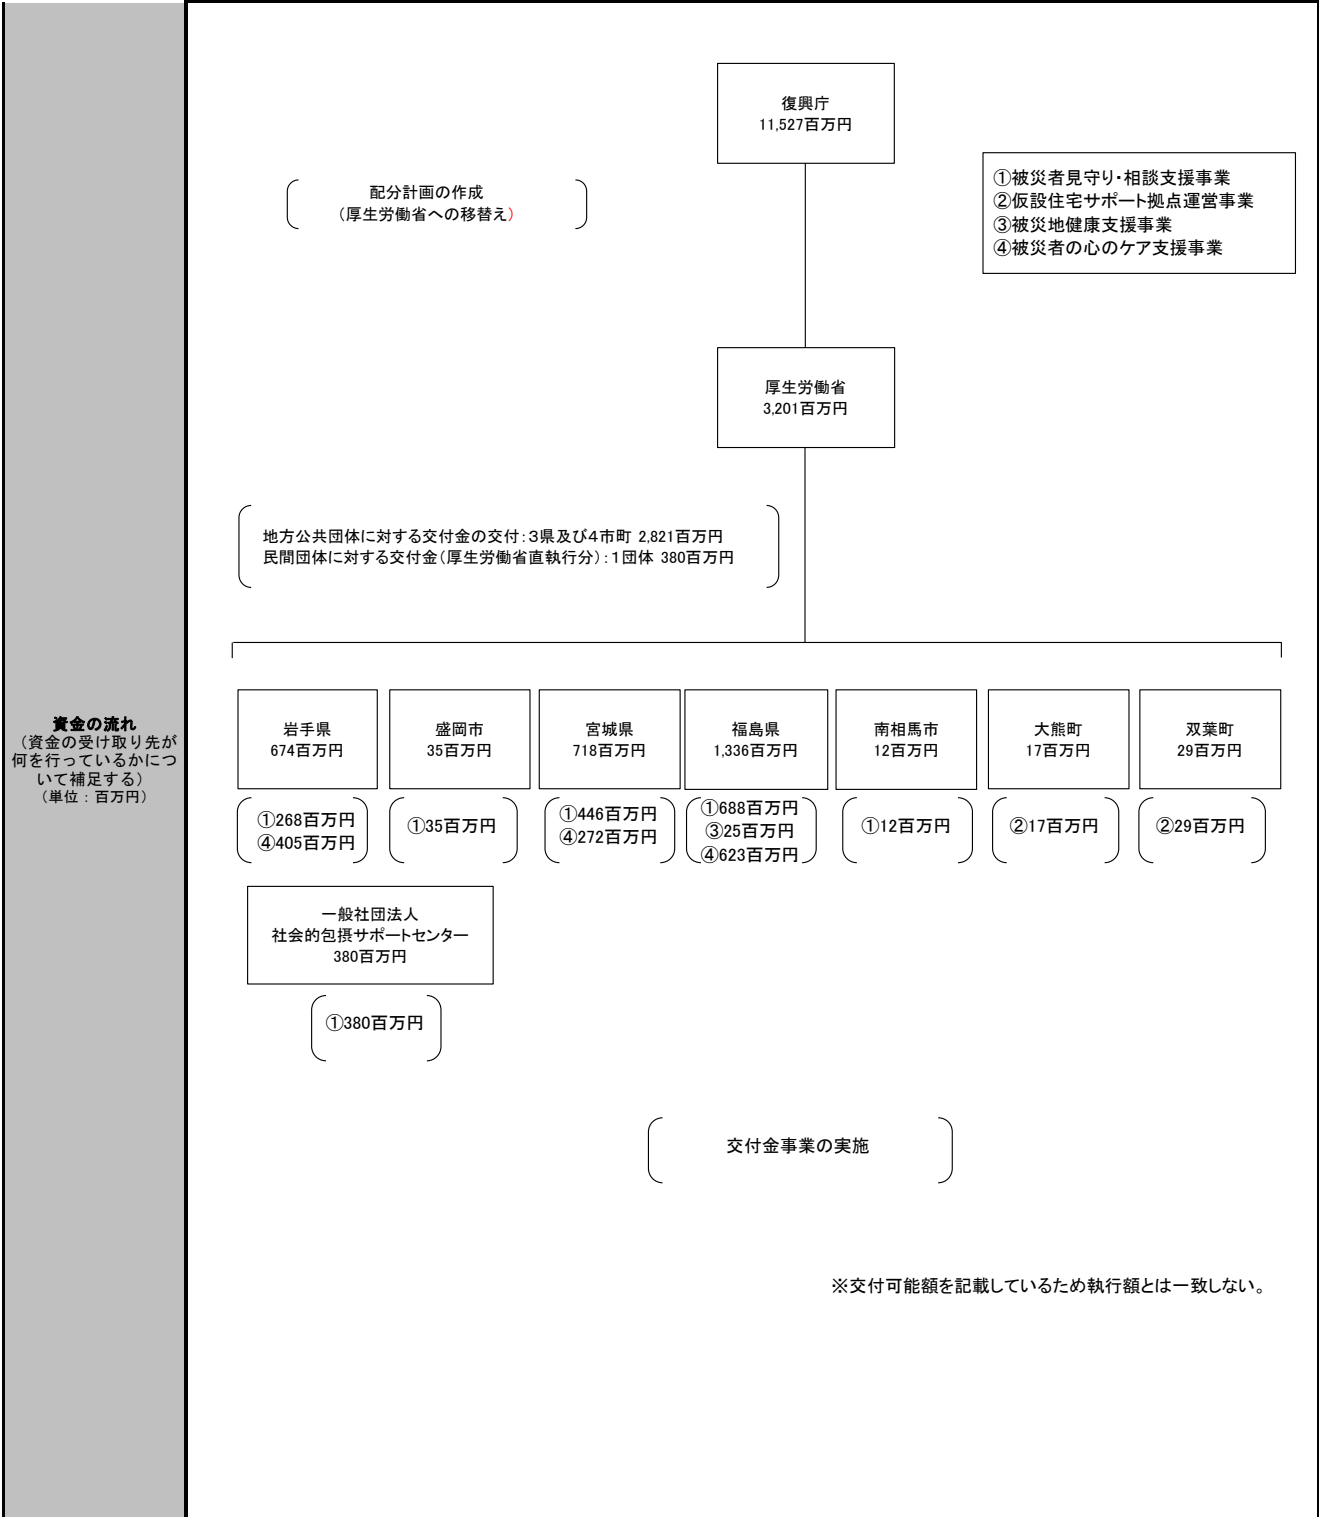 資金の流れ
（資金の受け取り先が
何を行っているかにつ
いて補足する）
（単位：百万円）
復興庁
11,527百万円
配分計画の作成
（厚生労働省への移替え）
①被災者見守り・相談支援事業
②仮設住宅サポート拠点運営事業
③被災地健康支援事業
④被災者の心のケア支援事業
厚生労働省
3,201百万円
地方公共団体に対する交付金の交付：３県及び４市町 2,821百万円
民間団体に対する交付金（厚生労働省直執行分）：１団体 380百万円
岩手県
674百万円
①268百万円
④405百万円
盛岡市
35百万円
①35百万円
宮城県
718百万円
①446百万円
④272百万円
福島県
1,336百万円
①688百万円
③25百万円
④623百万円
南相馬市
12百万円
①12百万円
大熊町
17百万円
②17百万円
双葉町
29百万円
②29百万円
一般社団法人
社会的包摂サポートセンター
380百万円
①380百万円
交付金事業の実施
※交付可能額を記載しているため執行額とは一致しない。